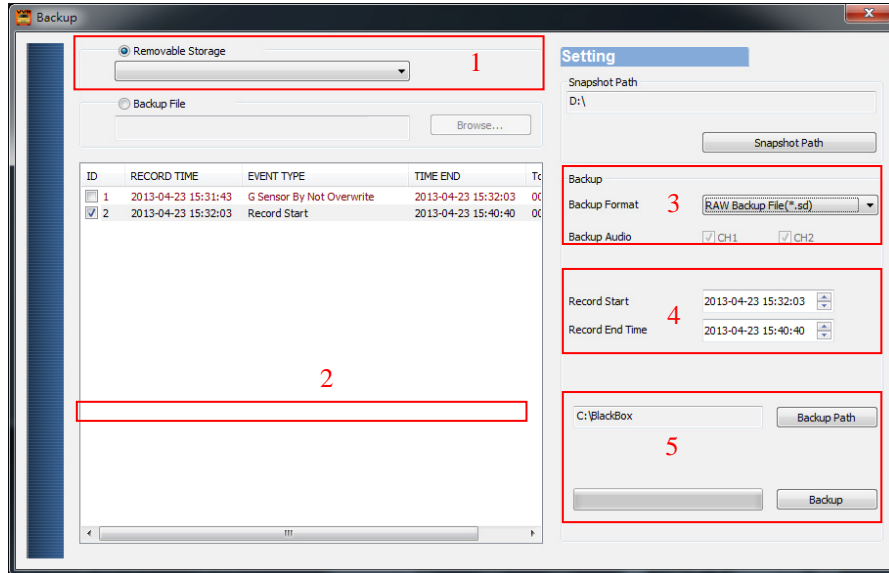 Backup
Removable Storage
1
Backup File
Browse...
ID RECORD TIME EVENT TYPE TIME END Tc
1 2013-04-23 15:31:43 G Sensor By Not Overwrite 2013-04-23 15:32:03 00
2 2013-04-23 15:32:03 Record Start 2013-04-23 15:40:40 00
2
Setting
Snapshot Path
D:\
Snapshot Path
Backup
Backup Format 3 RAW Backup File(*.sd)
Backup Audio CH1 CH2
Record Start 2013-04-23 15:32:03
4
Record End Time 2013-04-23 15:40:40
C:\BlackBox Backup Path
5
Backup